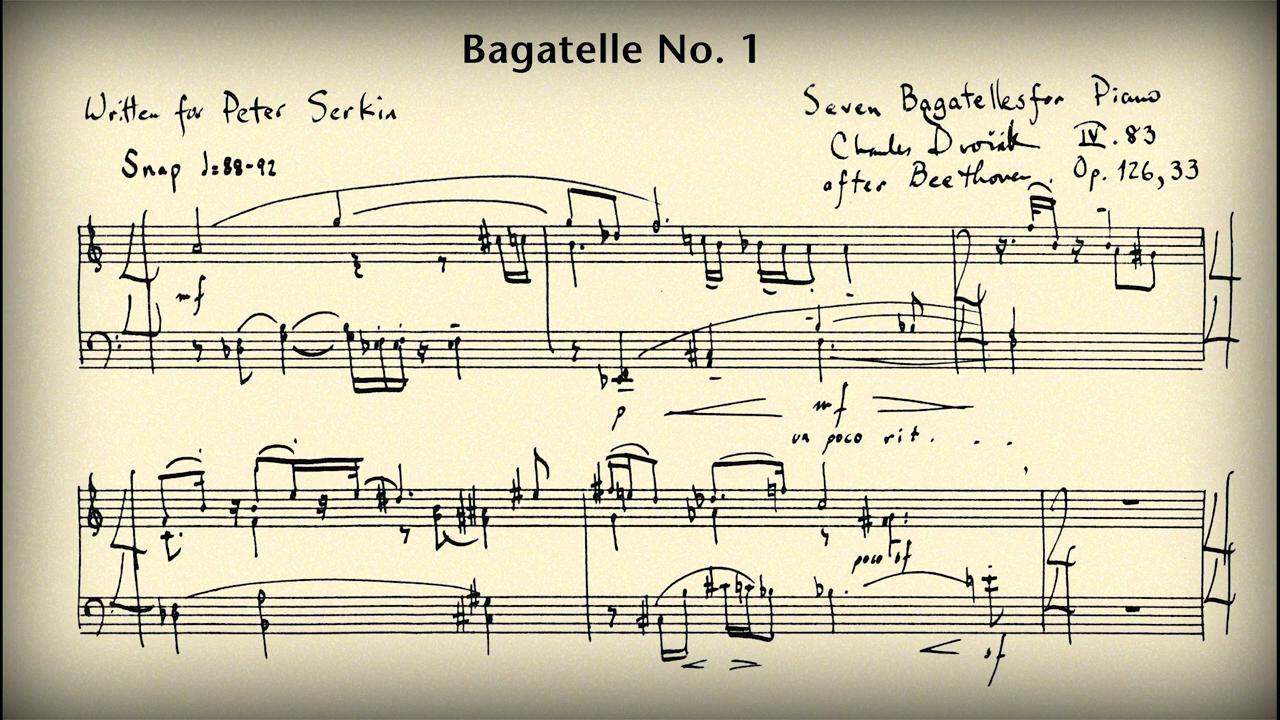 Bagatelle No. 1
Written for Peter Serkin
Seven Bagatelles for Piano
Charles Dvořák IV. 83
after Beethoven Op. 126, 33
Snap ♩=88-92
mf
p mf
un poco rit. . .
poco sf
sf